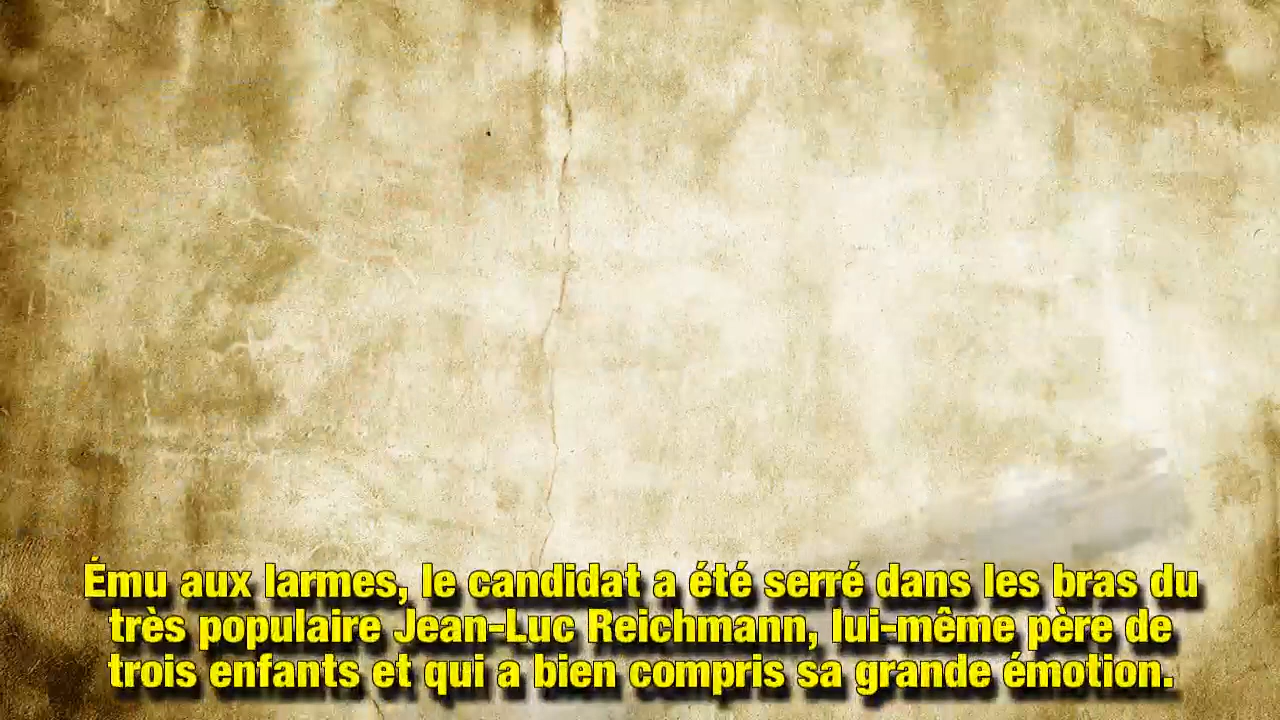 Ému aux larmes, le candidat a été serré dans les bras du
très populaire Jean-Luc Reichmann, lui-même père de
trois enfants et qui a bien compris sa grande émotion.